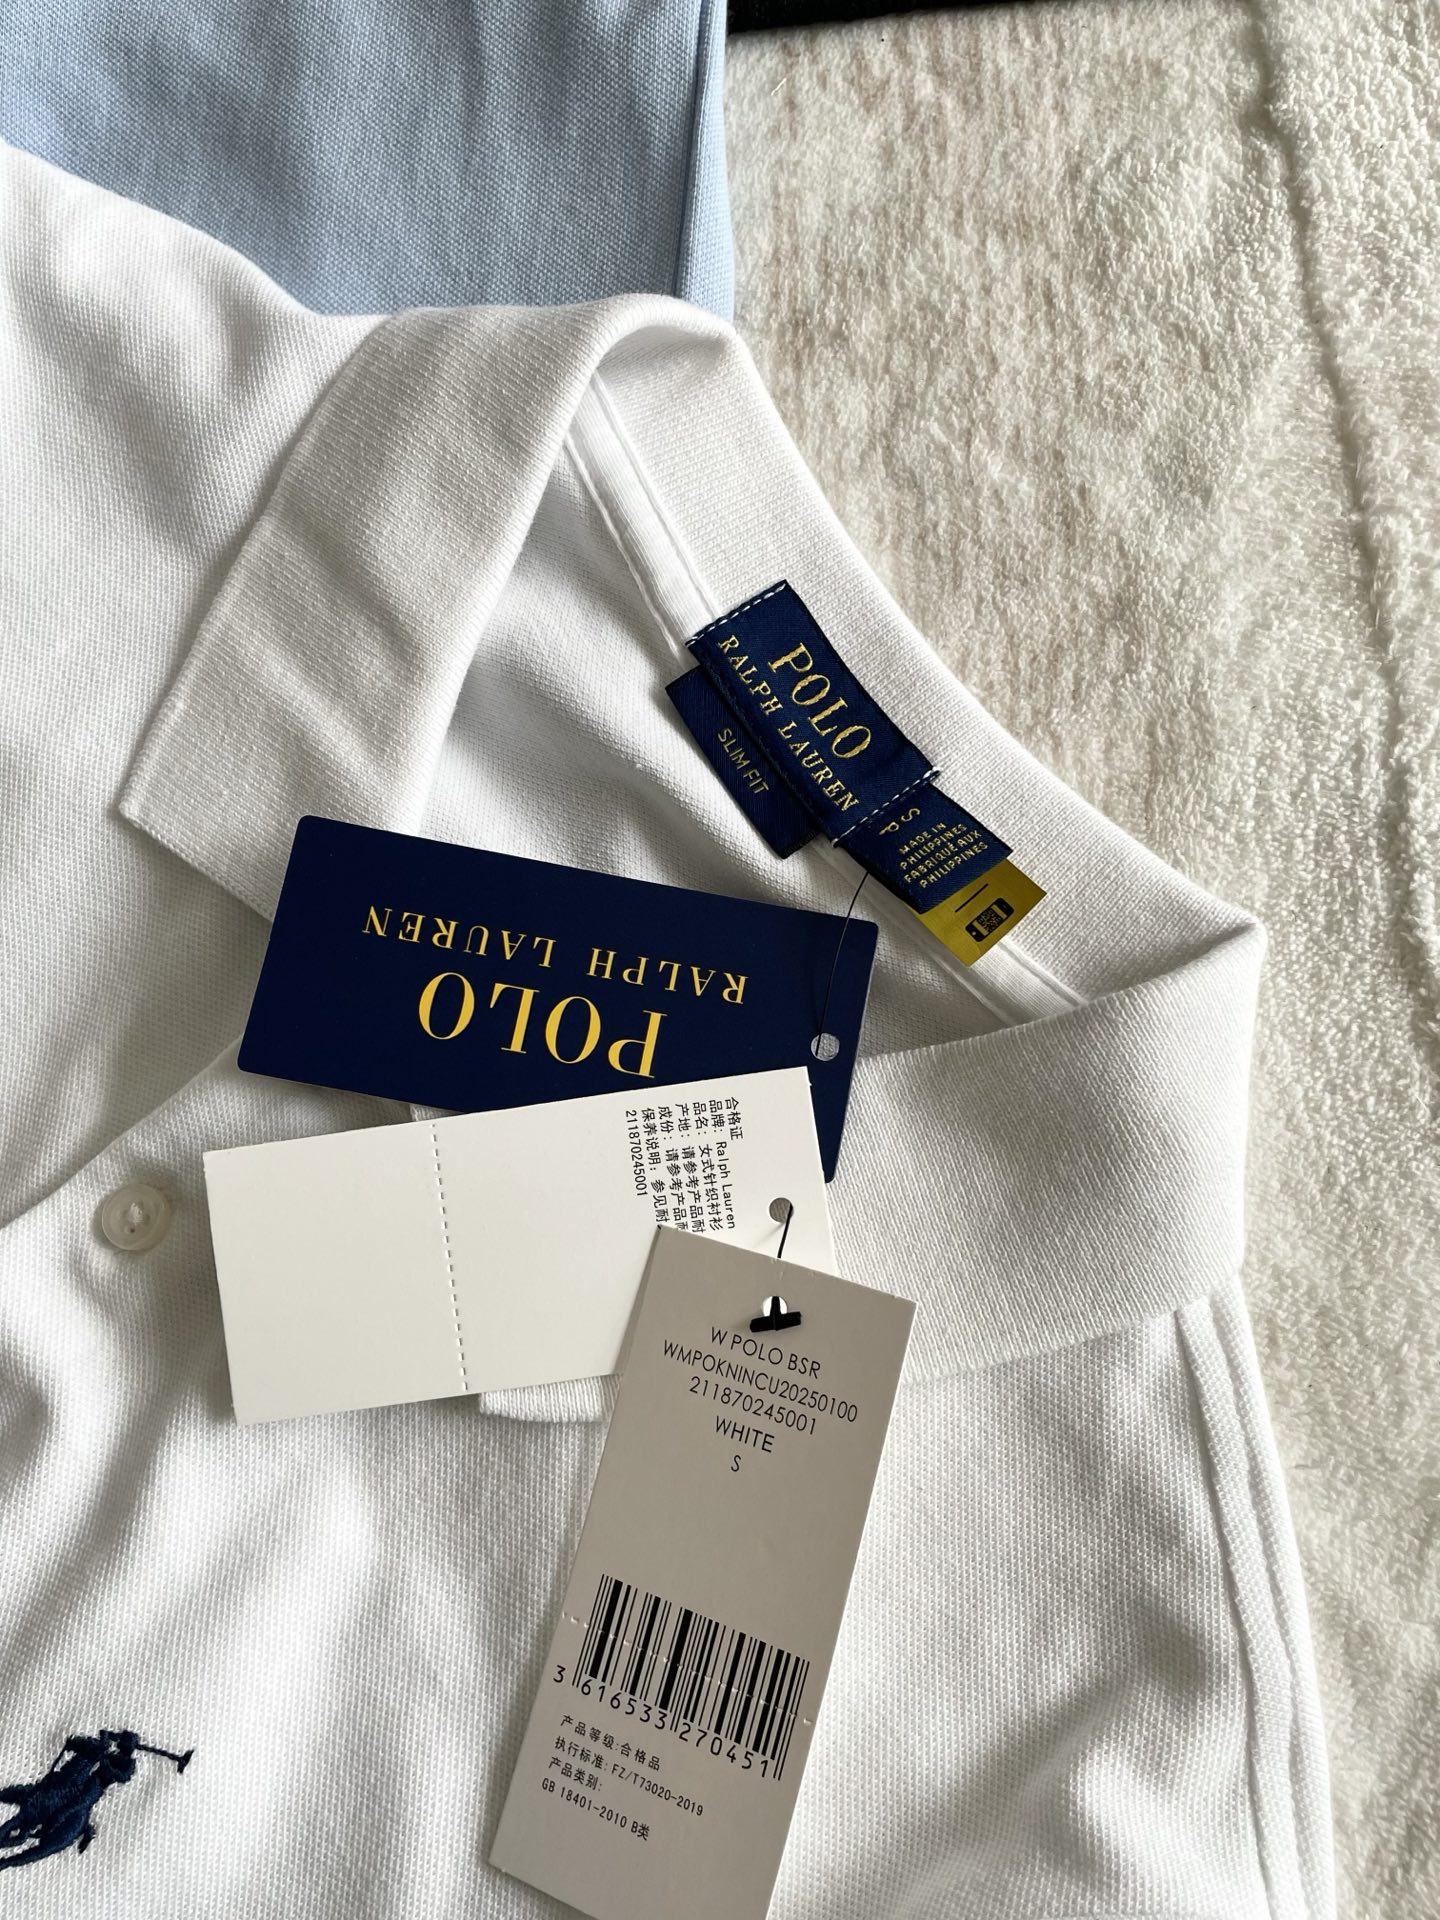 POLO
RALPH LAUREN
SLIM FIT
S P
MADE IN
PHILIPPINES
FABRIQUÉ AUX
PHILIPPINES
POLO
RALPH LAUREN
合格证
品牌: Ralph Lauren
品名: 女式针织衬衫
产地: 请参考产品耐
成份: 请参考产品耐
保养说明: 参见耐
211870245001
W POLO BSR
WMPOKNINCU20250100
211870245001
WHITE
S
3 616533 270451
产品等级:合格品
执行标准: FZ/T73020-2019
产品类别:
GB 18401-2010 B类